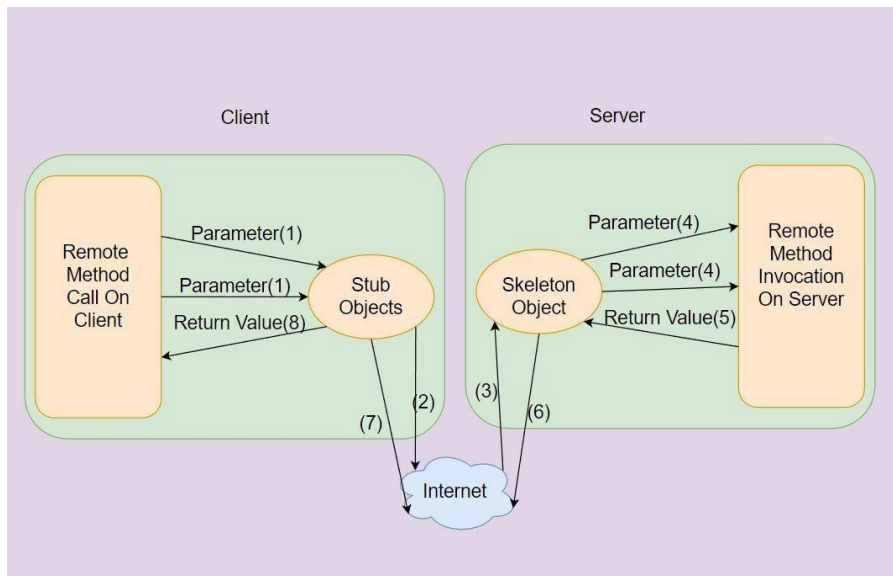 Client
Server
Remote
Method
Call On
Client
Parameter(1)
Parameter(1)
Return Value(8)
Stub
Objects
(7)
(2)
Internet
(3)
(6)
Skeleton
Object
Parameter(4)
Parameter(4)
Return Value(5)
Remote
Method
Invocation
On Server